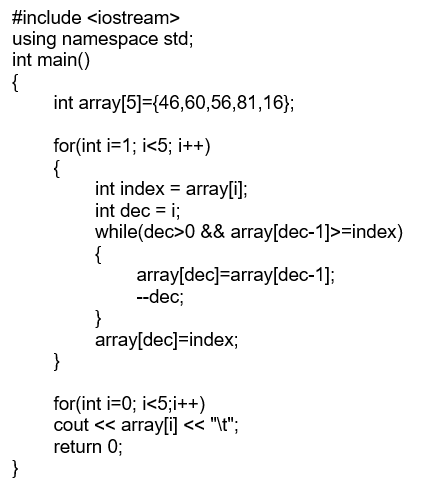 #include <iostream>
using namespace std;
int main()
{
int array[5]={46,60,56,81,16};
for(int i=1; i<5; i++)
{
int index = array[i];
int dec = i;
while(dec>0 && array[dec-1]>=index)
{
array[dec]=array[dec-1];
--dec;
}
array[dec]=index;
}
for(int i=0; i<5;i++)
cout << array[i] << "\t";
return 0;
}